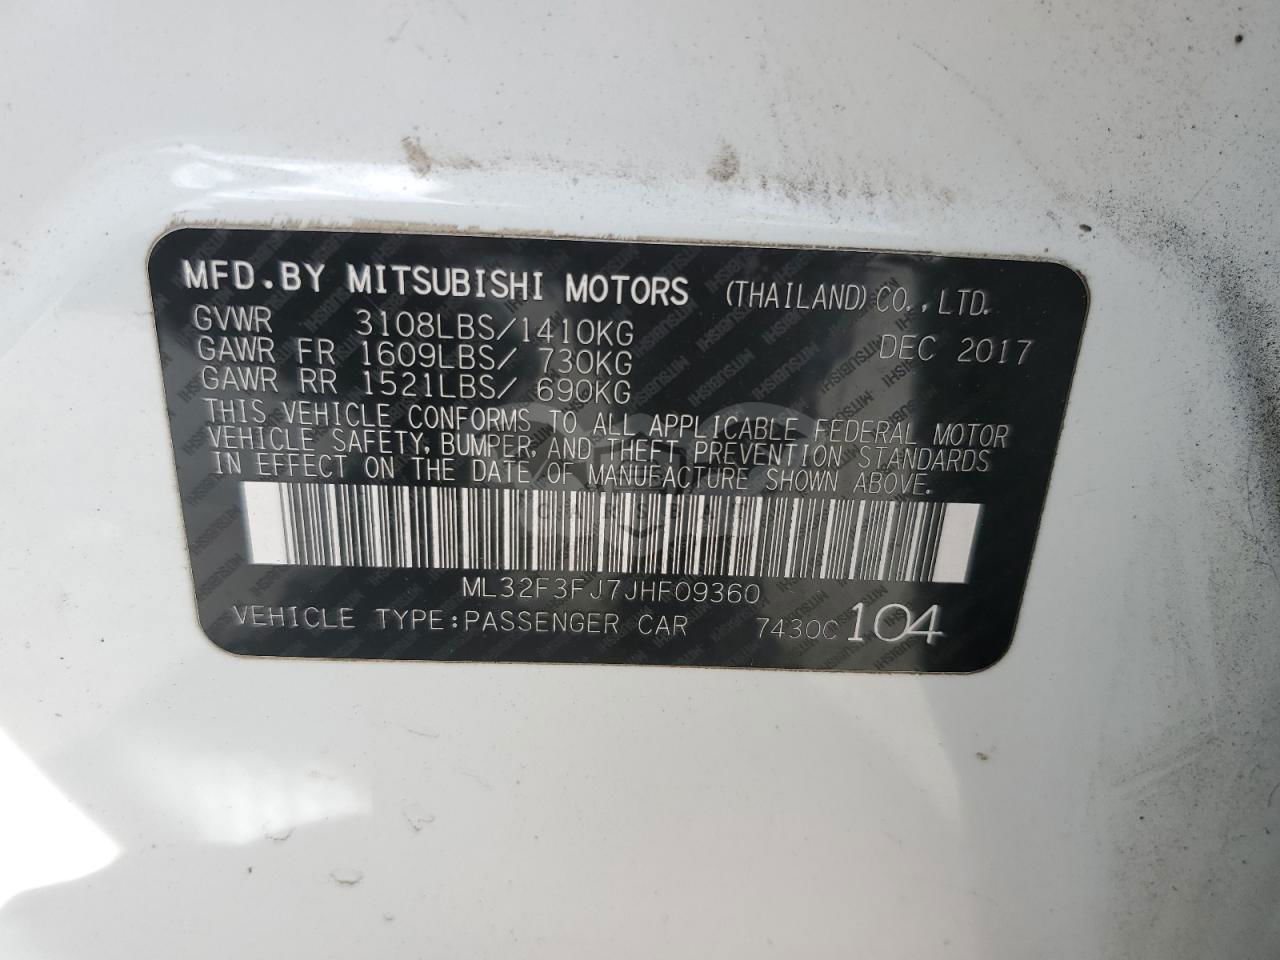 MFD.BY MITSUBISHI MOTORS (THAILAND)CO.,LTD.
GVWR 3108LBS/1410KG DEC 2017
GAWR FR 1609LBS/ 730KG
GAWR RR 1521LBS/ 690KG
THIS VEHICLE CONFORMS TO ALL APPLICABLE FEDERAL MOTOR
VEHICLE SAFETY, BUMPER, AND THEFT PREVENTION STANDARDS
IN EFFECT ON THE DATE OF MANUFACTURE SHOWN ABOVE.
ML32F3FJ7JHF09360
VEHICLE TYPE:PASSENGER CAR 7430C 104